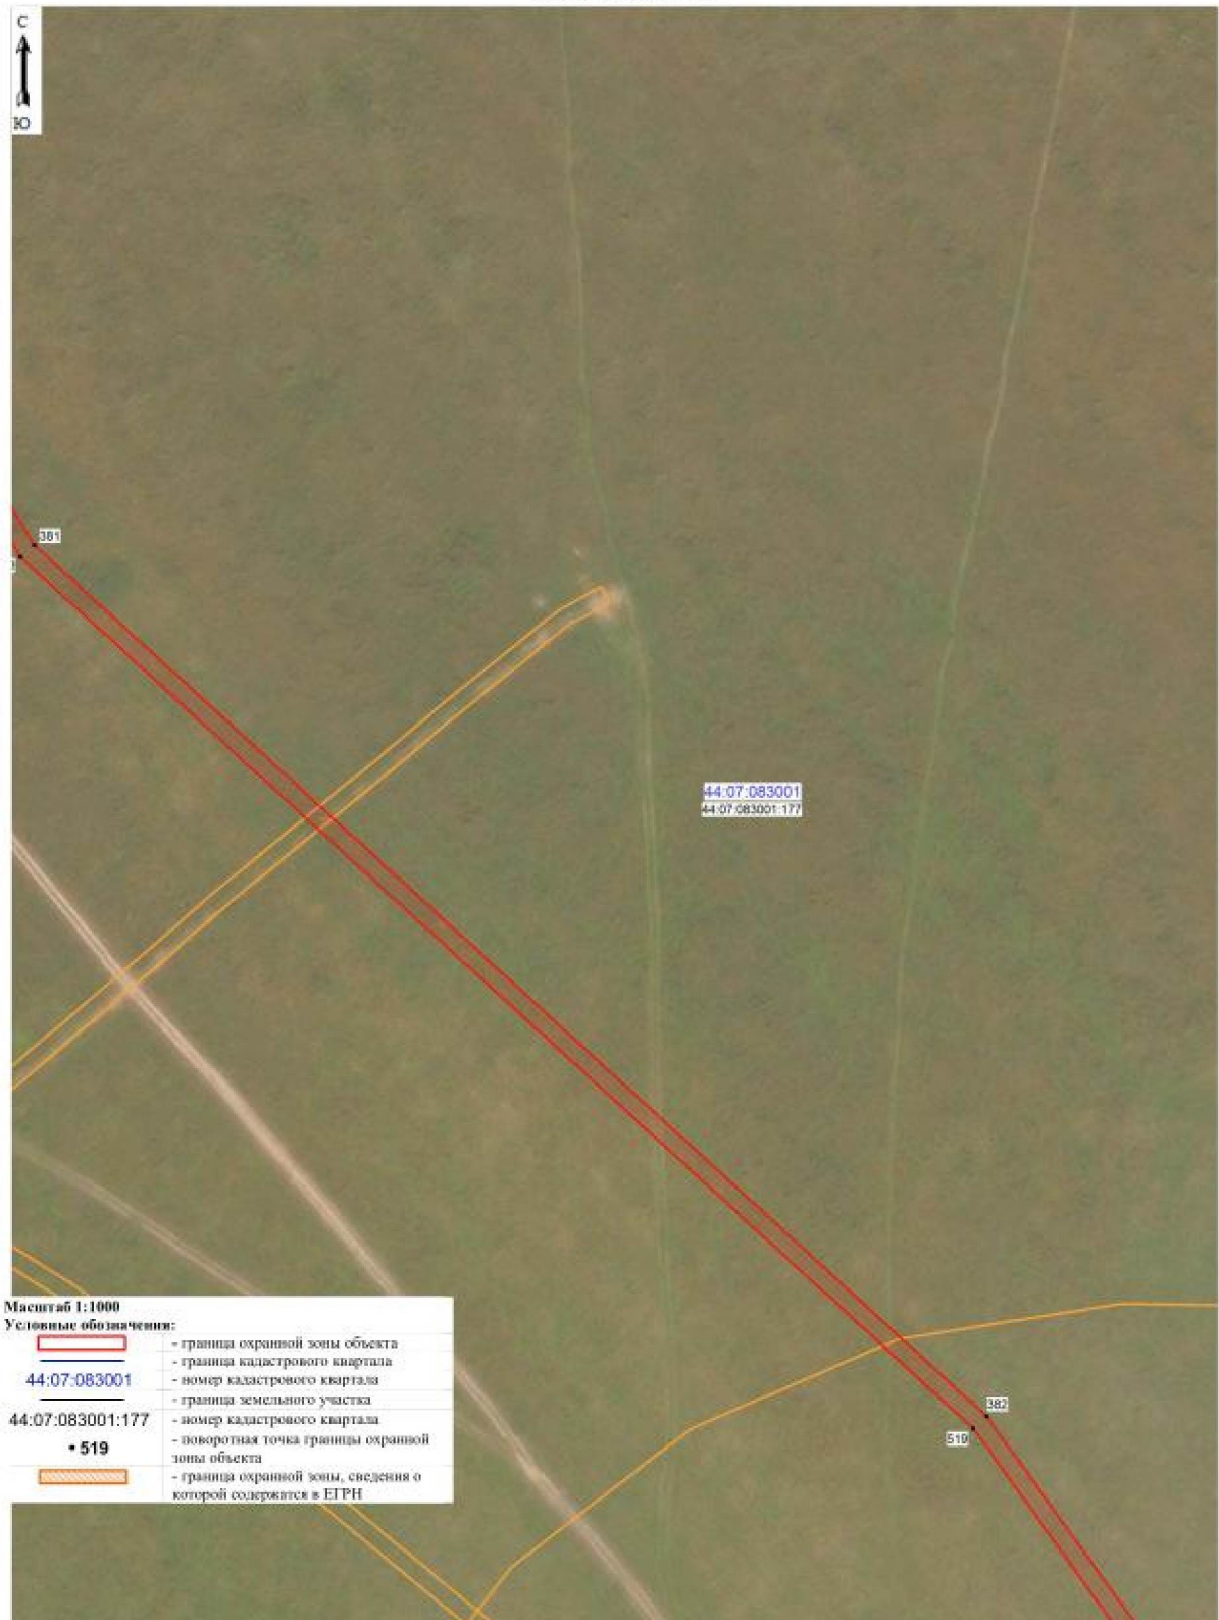 С
Ю
381
44:07:083001
44:07:083001:177
Масштаб 1:1000
Условные обозначения:
- граница охранной зоны объекта
- граница кадастрового квартала
44:07:083001 - номер кадастрового квартала
- граница земельного участка
44:07:083001:177 - номер кадастрового квартала
• 519 - поворотная точка границы охранной
зоны объекта
- граница охранной зоны, сведения о
которой содержатся в ЕГРН
382
519